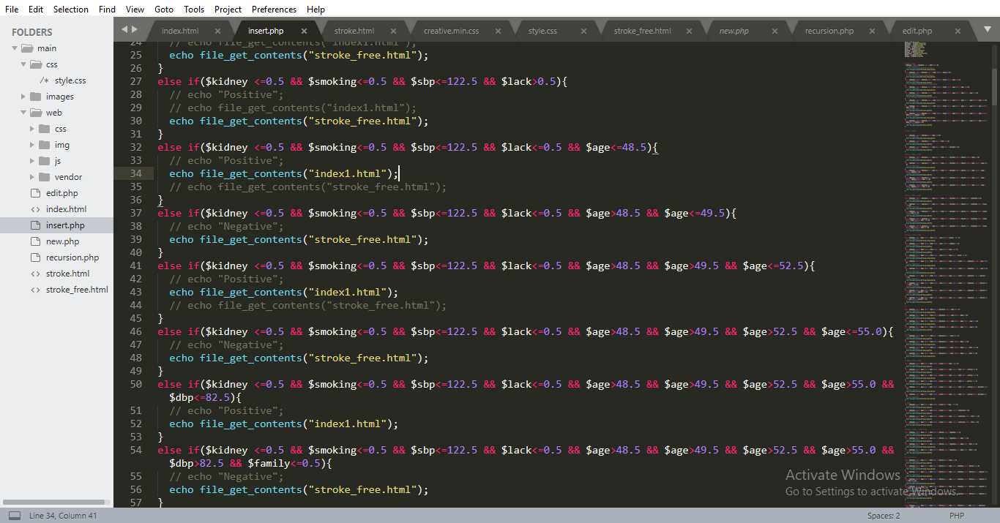 File Edit Selection Find View Goto Tools Project Preferences Help
FOLDERS
main
css
/* style.css
images
web
css
img
js
vendor
edit.php
<> index.html
insert.php
new.php
recursion.php
<> stroke.html
<> stroke_free.html
index.html × insert.php × stroke.html × creative.min.css × style.css × stroke_free.html × new.php × recursion.php × edit.php ×
24 // echo file_get_contents("index1.html");
25 echo file_get_contents("stroke_free.html");
26 }
27 else if($kidney <=0.5 && $smoking<=0.5 && $sbp<=122.5 && $lack>0.5){
28 // echo "Positive";
29 // echo file_get_contents("index1.html");
30 echo file_get_contents("stroke_free.html");
31 }
32 else if($kidney <=0.5 && $smoking<=0.5 && $sbp<=122.5 && $lack<=0.5 && $age<=48.5){
33 // echo "Positive";
34 echo file_get_contents("index1.html");
35 // echo file_get_contents("stroke_free.html");
36 }
37 else if($kidney <=0.5 && $smoking<=0.5 && $sbp<=122.5 && $lack<=0.5 && $age>48.5 && $age<=49.5){
38 // echo "Negative";
39 echo file_get_contents("stroke_free.html");
40 }
41 else if($kidney <=0.5 && $smoking<=0.5 && $sbp<=122.5 && $lack<=0.5 && $age>48.5 && $age>49.5 && $age<=52.5){
42 // echo "Positive";
43 echo file_get_contents("index1.html");
44 // echo file_get_contents("stroke_free.html");
45 }
46 else if($kidney <=0.5 && $smoking<=0.5 && $sbp<=122.5 && $lack<=0.5 && $age>48.5 && $age>49.5 && $age>52.5 && $age<=55.0){
47 // echo "Negative";
48 echo file_get_contents("stroke_free.html");
49 }
50 else if($kidney <=0.5 && $smoking<=0.5 && $sbp<=122.5 && $lack<=0.5 && $age>48.5 && $age>49.5 && $age>52.5 && $age>55.0 &&
$dbp<=82.5){
51 // echo "Positive";
52 echo file_get_contents("index1.html");
53 }
54 else if($kidney <=0.5 && $smoking<=0.5 && $sbp<=122.5 && $lack<=0.5 && $age>48.5 && $age>49.5 && $age>52.5 && $age>55.0 &&
$dbp>82.5 && $family<=0.5){
55 // echo "Negative";
56 echo file_get_contents("stroke_free.html");
57 }
Activate Windows
Go to Settings to activate Windows.
Line 34, Column 41
Spaces: 2
PHP